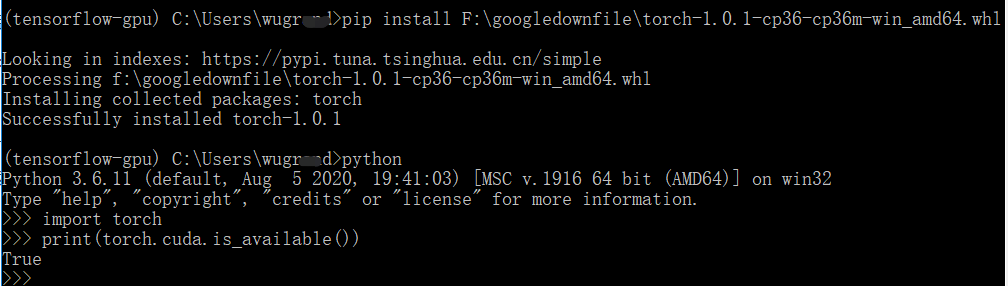 (tensorflow-gpu) C:\Users\wugr d>pip install F:\googledownfile\torch-1.0.1-cp36-cp36m-win_amd64.whl
Looking in indexes: https://pypi.tuna.tsinghua.edu.cn/simple
Processing f:\googledownfile\torch-1.0.1-cp36-cp36m-win_amd64.whl
Installing collected packages: torch
Successfully installed torch-1.0.1
(tensorflow-gpu) C:\Users\wugr d>python
Python 3.6.11 (default, Aug  5 2020, 19:41:03) [MSC v.1916 64 bit (AMD64)] on win32
Type "help", "copyright", "credits" or "license" for more information.
>>> import torch
>>> print(torch.cuda.is_available())
True
>>>